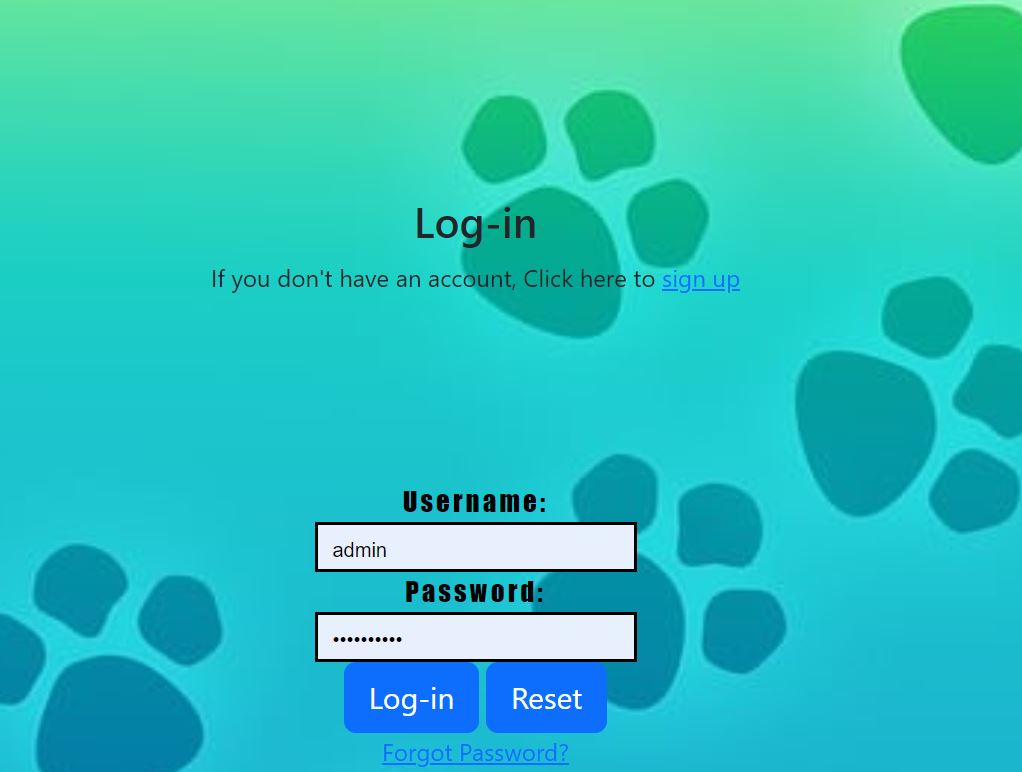 Log-in
If you don't have an account, Click here to sign up
Username:
admin
Password:
••••••••••
Log-in Reset
Forgot Password?